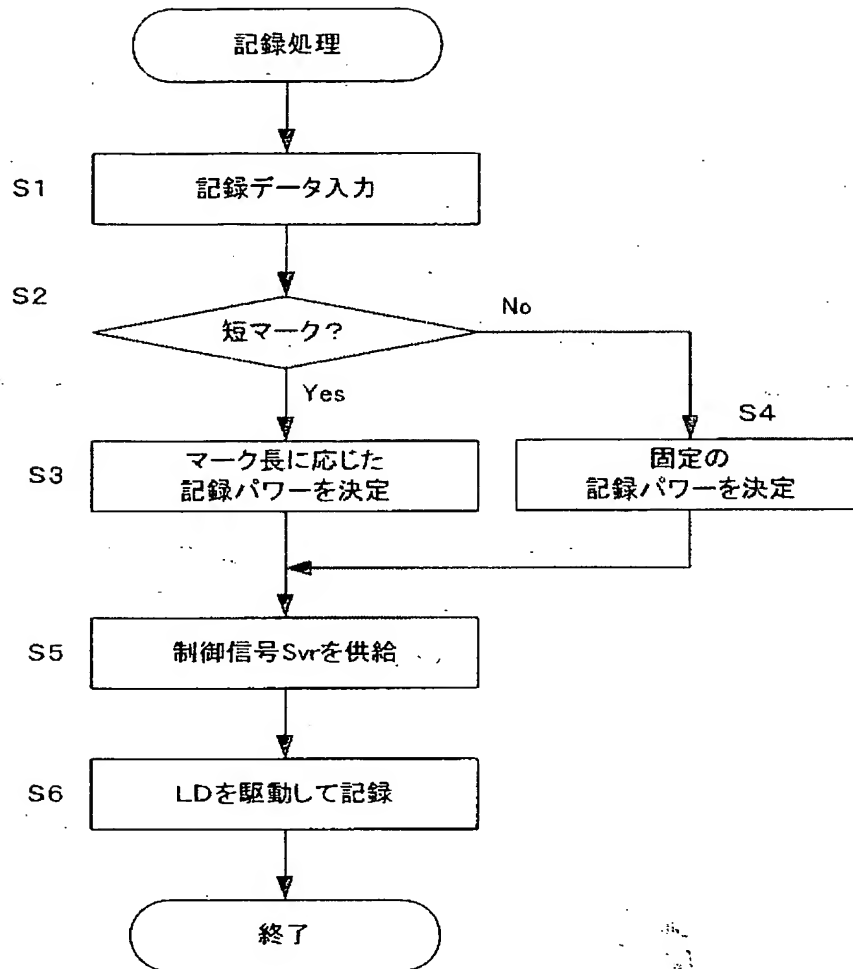 記録処理
S1
記録データ入力
S2
短マーク?
No
Yes
S4
S3
マーク長に応じた
記録パワーを決定
固定の
記録パワーを決定
S5
制御信号Svrを供給
S6
LDを駆動して記録
終了